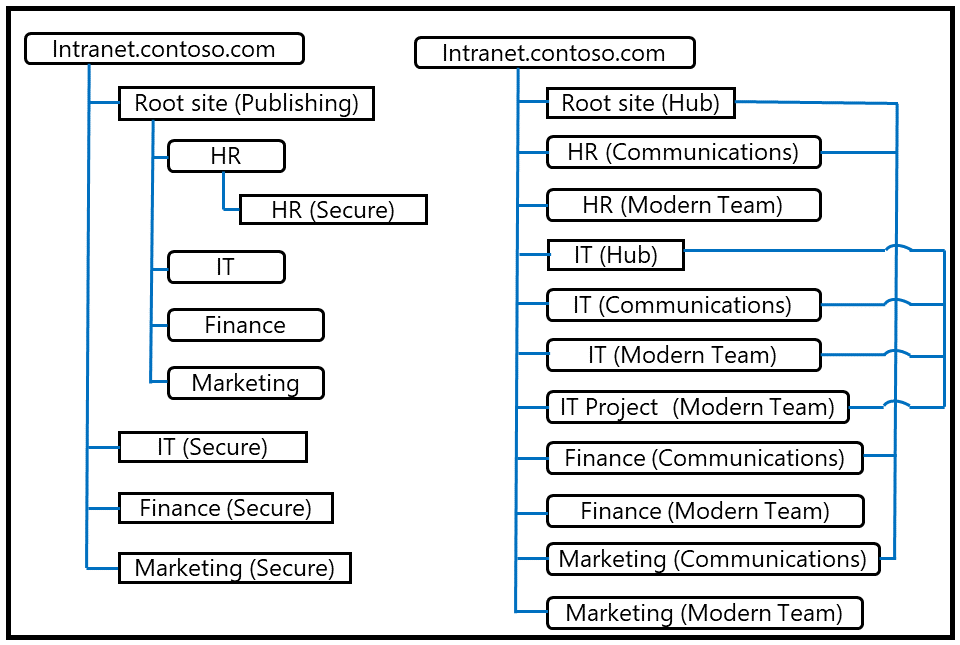 Intranet.contoso.com
Root site (Publishing)
HR
HR (Secure)
IT
Finance
Marketing
IT (Secure)
Finance (Secure)
Marketing (Secure)
Intranet.contoso.com
Root site (Hub)
HR (Communications)
HR (Modern Team)
IT (Hub)
IT (Communications)
IT (Modern Team)
IT Project (Modern Team)
Finance (Communications)
Finance (Modern Team)
Marketing (Communications)
Marketing (Modern Team)